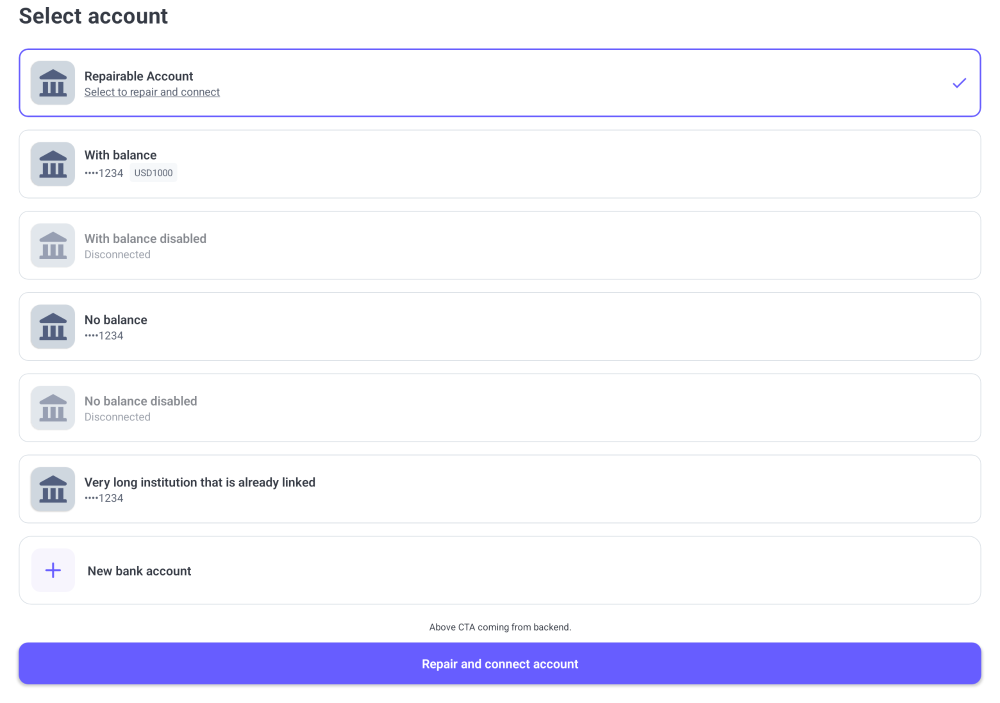 Select account
Repairable Account
Select to repair and connect
With balance
••••1234 USD1000
With balance disabled
Disconnected
No balance
••••1234
No balance disabled
Disconnected
Very long institution that is already linked
••••1234
New bank account
Above CTA coming from backend.
Repair and connect account